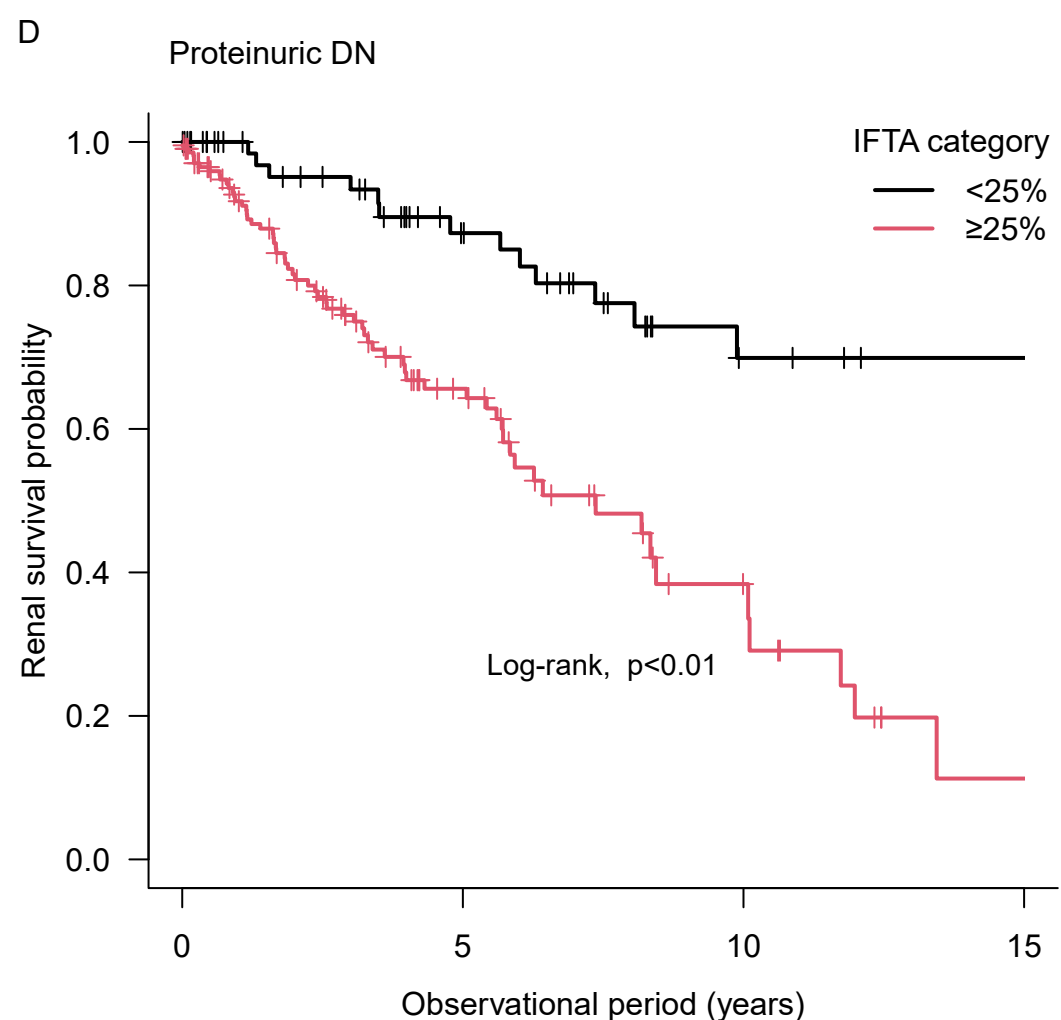 D
Proteinuric DN
IFTA category
<25%
≥25%
Renal survival probability
1.0
0.8
0.6
0.4
0.2
0.0
Log-rank, p<0.01
0 5 10 15
Observational period (years)